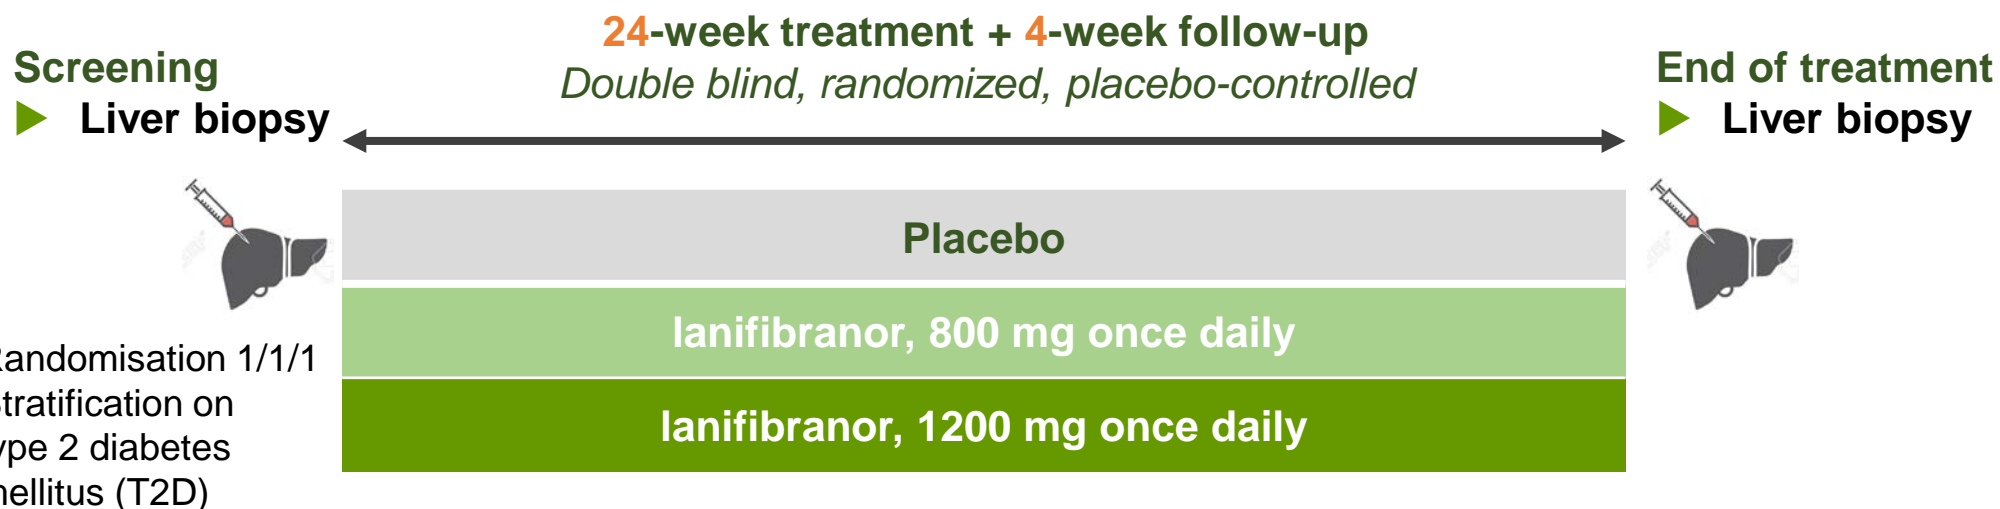 24-week treatment + 4-week follow-up
Double blind, randomized, placebo-controlled
Screening
Liver biopsy
End of treatment
Liver biopsy
Placebo
lanifibranor, 800 mg once daily
lanifibranor, 1200 mg once daily
andomisation 1/1/1
tratification on
ype 2 diabetes
ellitus (T2D)